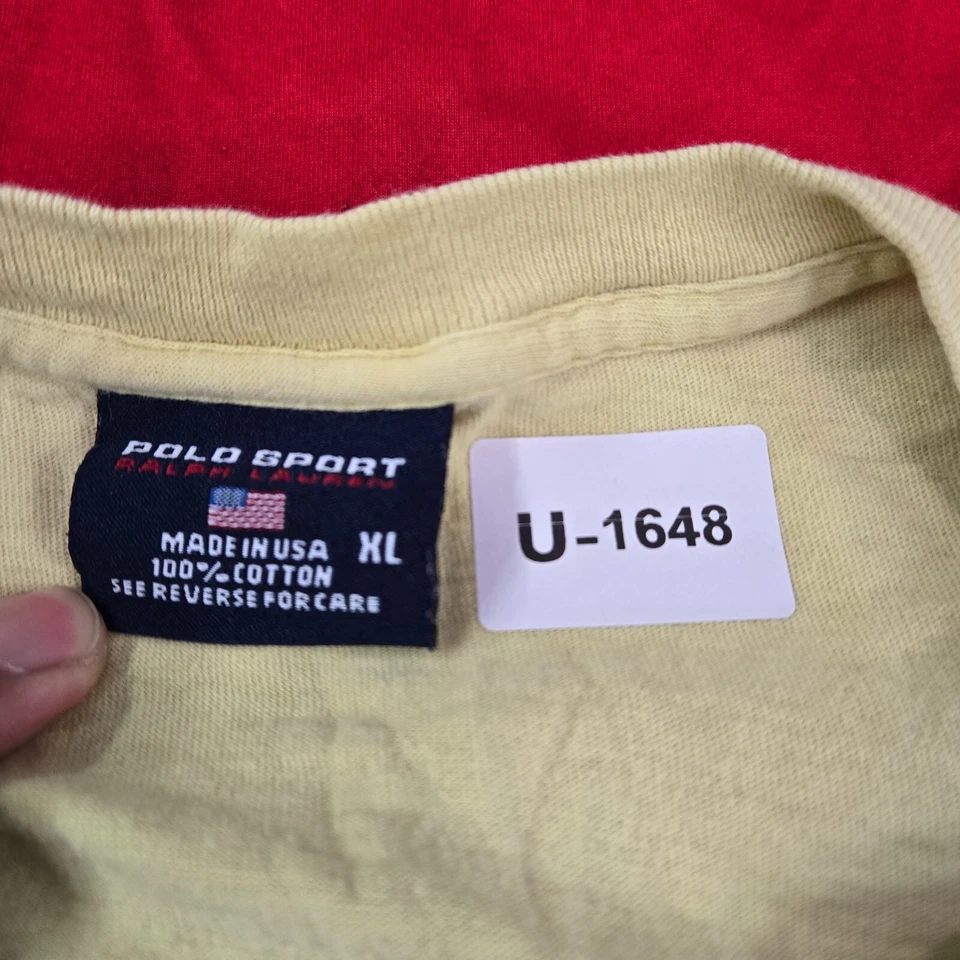 POLO SPORT
RALPH LAUREN
MADE IN USA XL
100% COTTON
SEE REVERSE FOR CARE
U-1648